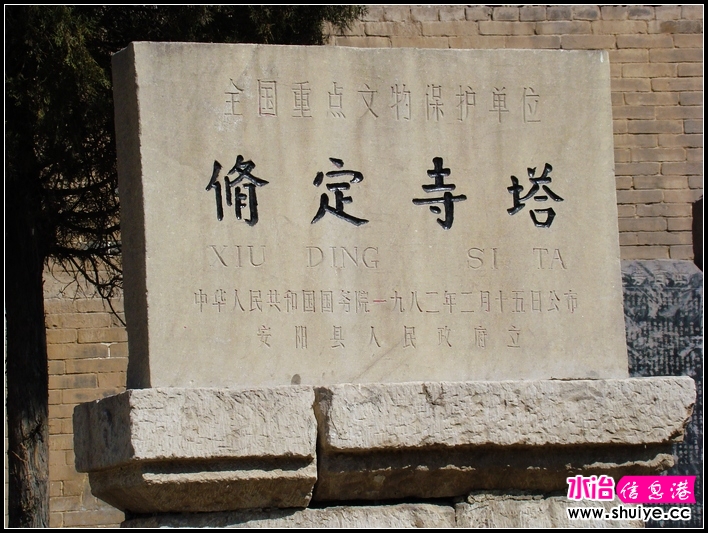 全国重点文物保护单位
脩定寺塔
XIU DING SI TA
中华人民共和国国务院一九八二年二月十五日公布
安阳县人民政府立
水冶信息港
www.shuiye.cc